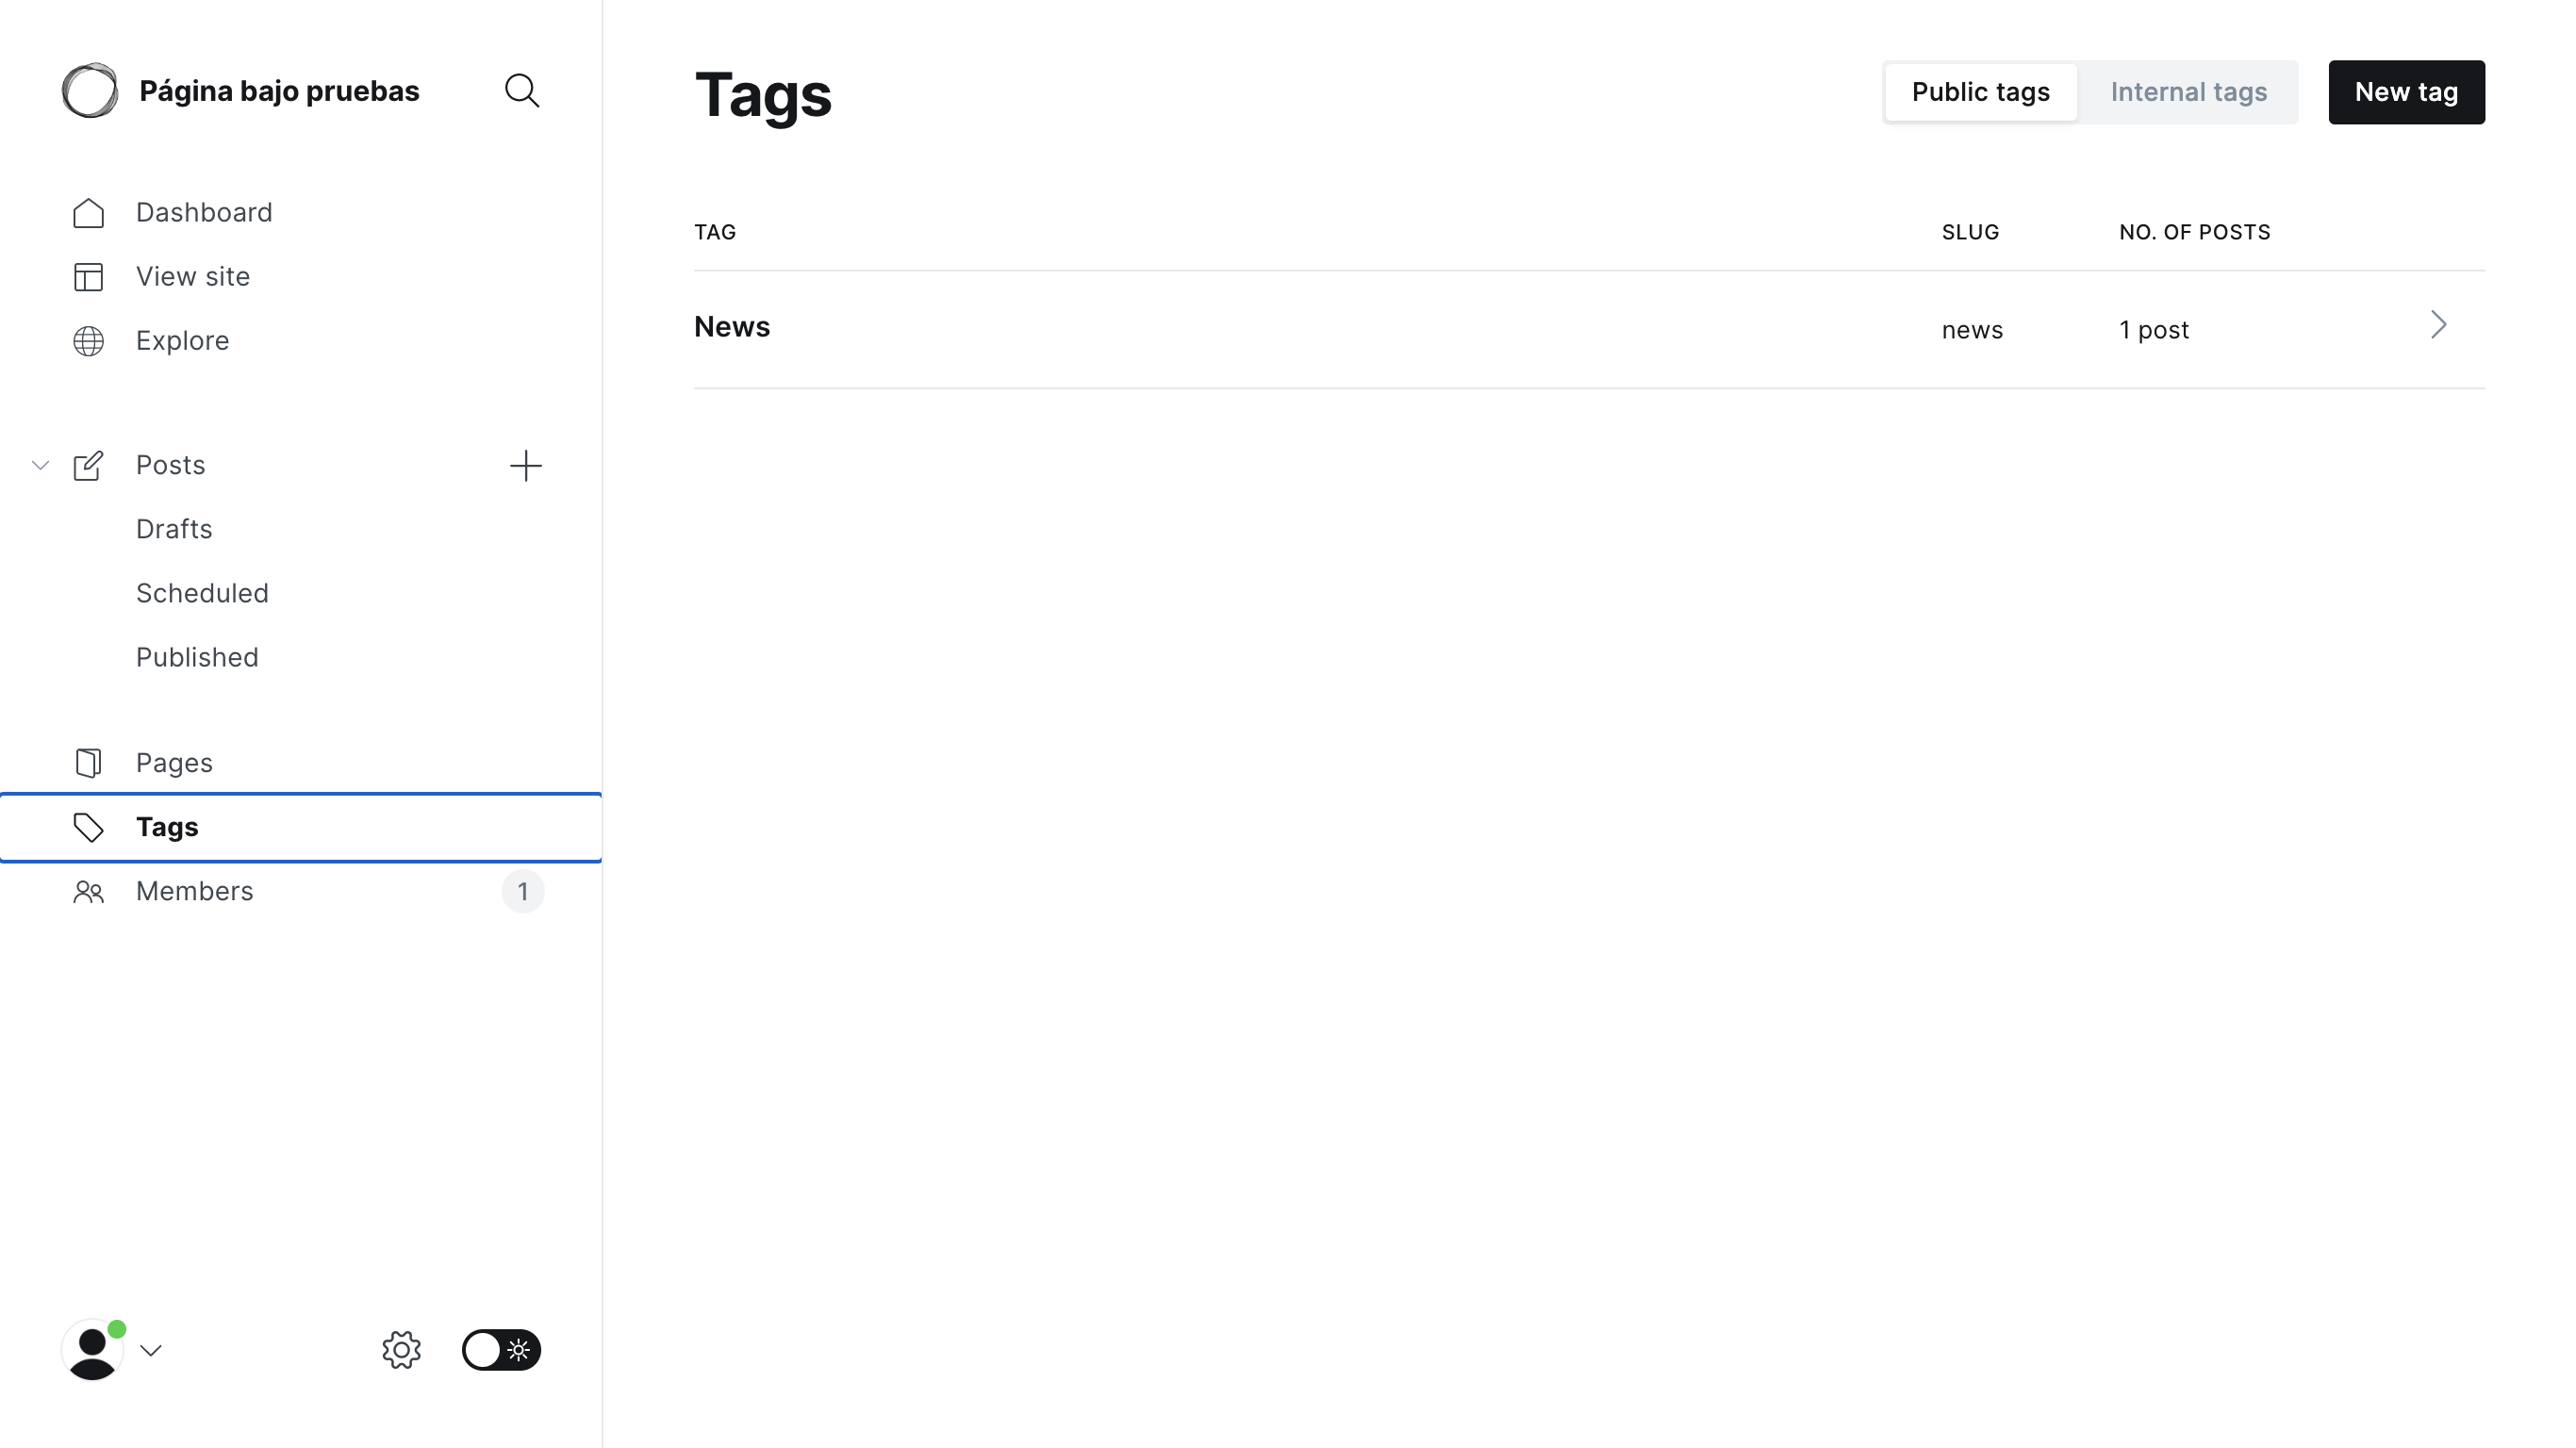 Página bajo pruebas
Dashboard
View site
Explore
Posts
Drafts
Scheduled
Published
Pages
Tags
Members 1
Tags
Public tags Internal tags New tag
TAG SLUG NO. OF POSTS
News news 1 post